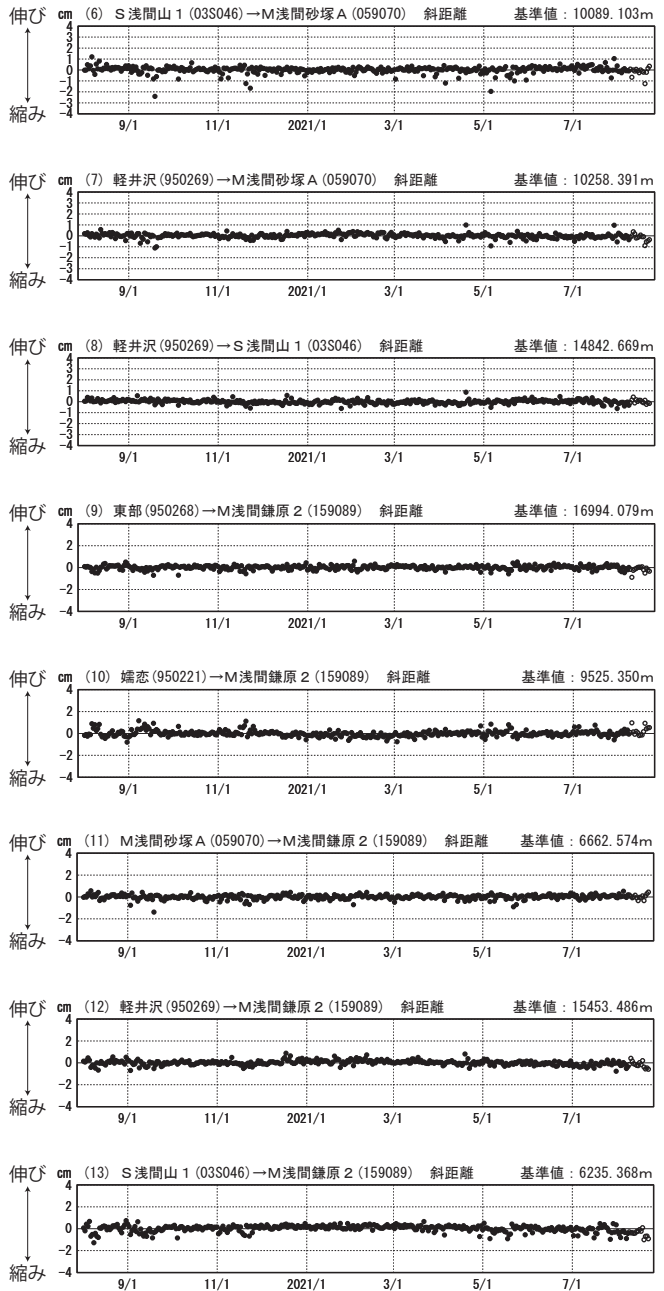 伸び cm (6) S浅間山1(03S046)→M浅間砂塚A(059070) 斜距離 基準値：10089.103m
4
3
2
1
0
-1
-2
-3
縮み -4
9/1 11/1 2021/1 3/1 5/1 7/1
伸び cm (7) 軽井沢(950269)→M浅間砂塚A(059070) 斜距離 基準値：10258.391m
4
3
2
1
0
-1
-2
-3
縮み -4
9/1 11/1 2021/1 3/1 5/1 7/1
伸び cm (8) 軽井沢(950269)→S浅間山1(03S046) 斜距離 基準値：14842.669m
4
3
2
1
0
-1
-2
-3
縮み -4
9/1 11/1 2021/1 3/1 5/1 7/1
伸び cm (9) 東部(950268)→M浅間鎌原2(159089) 斜距離 基準値：16994.079m
4
2
0
-2
縮み -4
9/1 11/1 2021/1 3/1 5/1 7/1
伸び cm (10) 嬬恋(950221)→M浅間鎌原2(159089) 斜距離 基準値：9525.350m
4
2
0
-2
縮み -4
9/1 11/1 2021/1 3/1 5/1 7/1
伸び cm (11) M浅間砂塚A(059070)→M浅間鎌原2(159089) 斜距離 基準値：6662.574m
4
2
0
-2
縮み -4
9/1 11/1 2021/1 3/1 5/1 7/1
伸び cm (12) 軽井沢(950269)→M浅間鎌原2(159089) 斜距離 基準値：15453.486m
4
2
0
-2
縮み -4
9/1 11/1 2021/1 3/1 5/1 7/1
伸び cm (13) S浅間山1(03S046)→M浅間鎌原2(159089) 斜距離 基準値：6235.368m
4
2
0
-2
縮み -4
9/1 11/1 2021/1 3/1 5/1 7/1